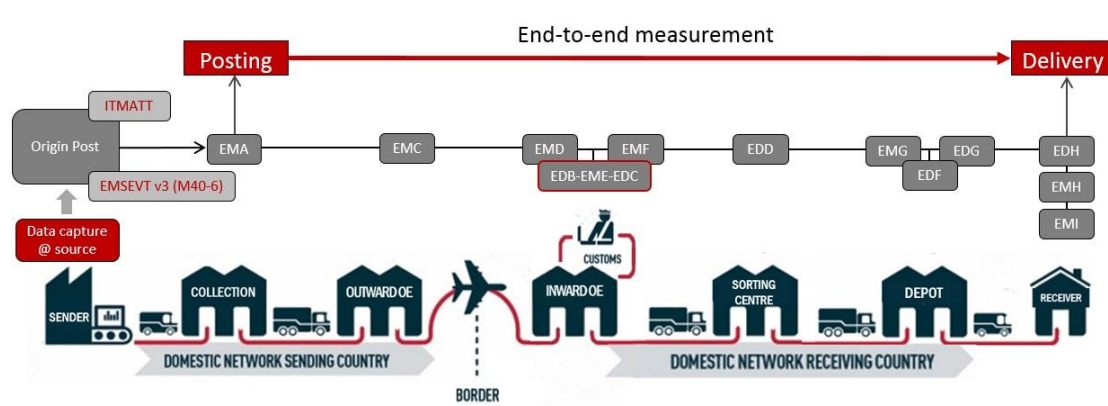 End-to-end measurement
Posting
Delivery
ITMATT
Origin Post
EMSEVT v3 (M40-6)
EMA
EMC
EMD
EMF
EDB-EME-EDC
EDD
EMG
EDG
EDF
EDH
EMH
EMI
Data capture
@ source
SENDER
COLLECTION
OUTWARD OE
CUSTOMS
INWARD OE
SORTING
CENTRE
DEPOT
RECEIVER
DOMESTIC NETWORK SENDING COUNTRY
DOMESTIC NETWORK RECEIVING COUNTRY
BORDER